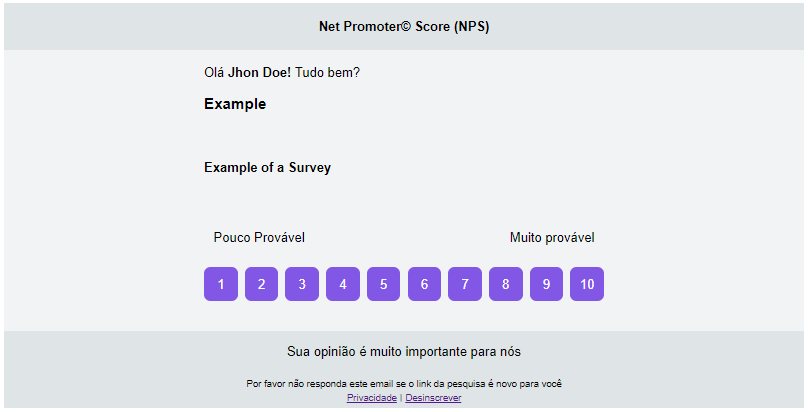 Net Promoter© Score (NPS)
Olá Jhon Doe! Tudo bem?
Example
Example of a Survey
Pouco Provável Muito provável
1 2 3 4 5 6 7 8 9 10
Sua opinião é muito importante para nós
Por favor não responda este email se o link da pesquisa é novo para você
Privacidade | Desinscrever